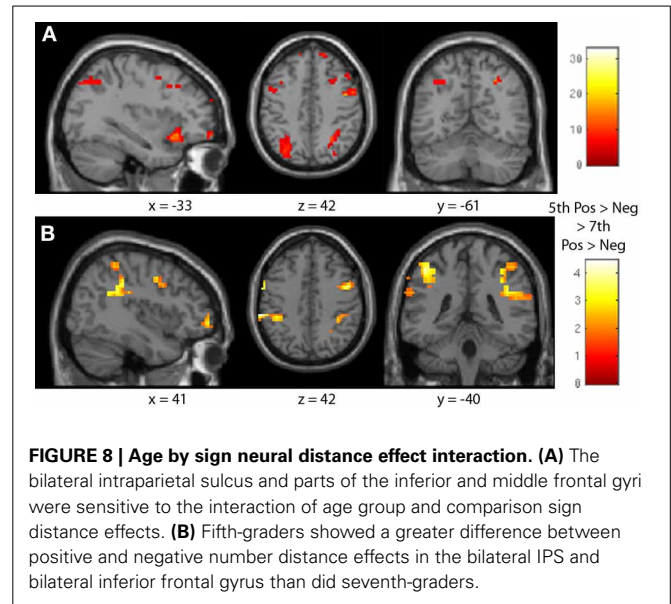 A
30
20
10
0
x = -33
z = 42
y = -61
5th Pos > Neg
> 7th
Pos > Neg
B
4
3
2
1
0
x = 41
z = 42
y = -40
FIGURE 8 | Age by sign neural distance effect interaction. (A) The
bilateral intraparietal sulcus and parts of the inferior and middle frontal gyri
were sensitive to the interaction of age group and comparison sign
distance effects. (B) Fifth-graders showed a greater difference between
positive and negative number distance effects in the bilateral IPS and
bilateral inferior frontal gyrus than did seventh-graders.